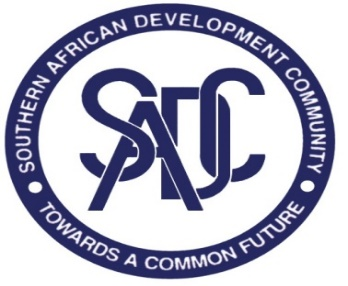 SOUTHERN AFRICAN DEVELOPMENT COMMUNITY
SADC
TOWARDS A COMMON FUTURE